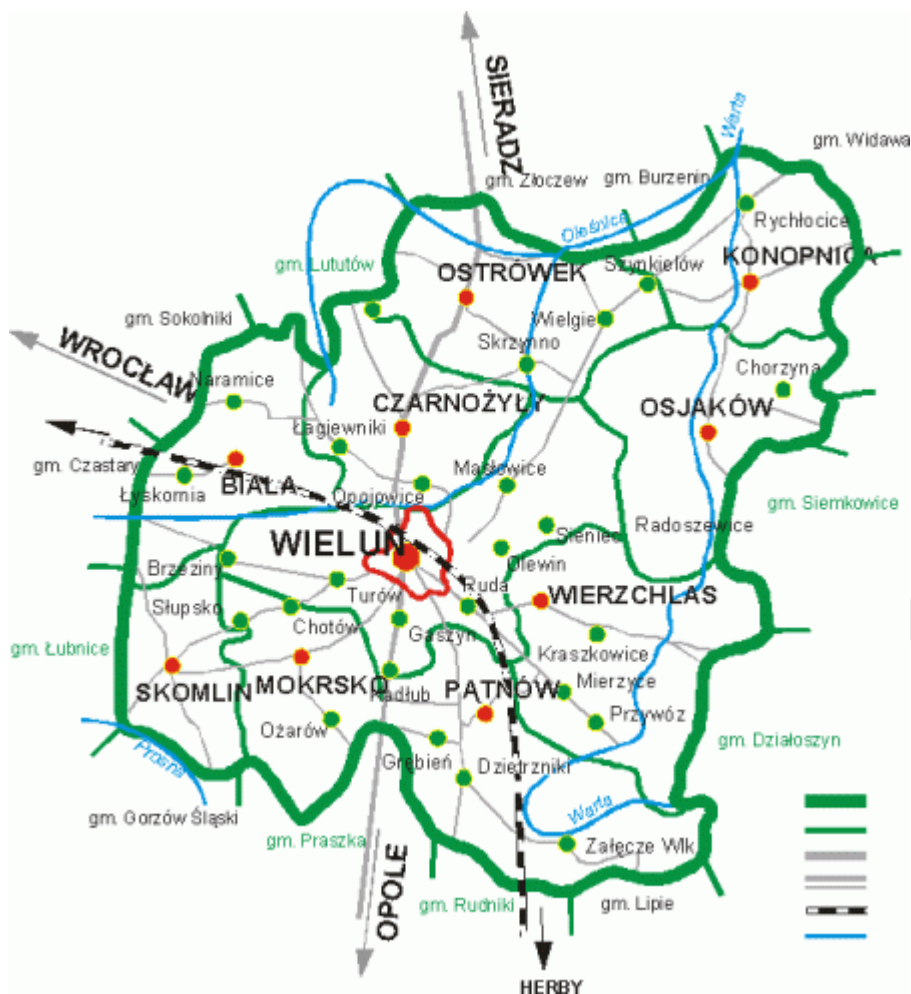 SIERADZ
Warta
gm. Widawa
gm. Burzenin
gm. Złoczew
Rychłocice
Oleśnica
gm. Lututów
OSTRÓWEK
Szynkielów
KONOPNICA
gm. Sokolniki
Wielgie
WROCŁAW
Skrzynno
Chorzyna
Naramice
CZARNOŻYŁY
OSJAKÓW
Łagiewniki
gm. Czastary
Masłowice
BIAŁA
Łyskornia
Opojowice
gm. Siemkowice
Radoszewice
WIELUŃ
Sieniec
Olewin
Brzeziny
Turów
Ruda
WIERZCHLAS
Słupsko
Chotów
Gaszyn
gm. Łubnice
Kraszkowice
SKOMLIN
MOKRSKO
Kadłub
PATNÓW
Mierzyce
Ożarów
Przywóz
gm. Działoszyn
Prosna
Grębień
Dzietrzniki
gm. Gorzów Śląski
Warta
gm. Praszka
Załęcze Wlk.
OPOLE
gm. Rudniki
gm. Lipie
HERBY